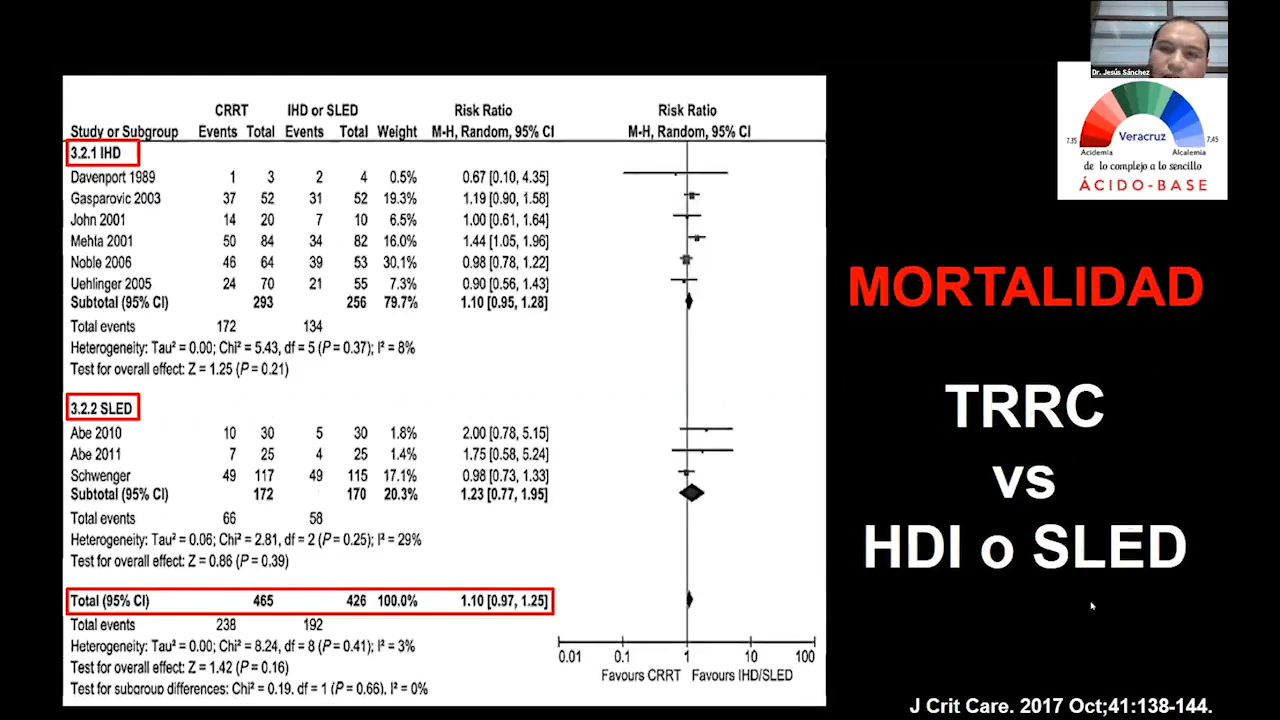 Dr. Jesús Sánchez
7.35 Veracruz 7.45
Acidemia Alcalemia
de lo complejo a lo sencillo
ÁCIDO-BASE
CRRT IHD or SLED Risk Ratio Risk Ratio
Study or Subgroup Events Total Events Total Weight M-H, Random, 95% CI M-H, Random, 95% CI
3.2.1 IHD
Davenport 1989 1 3 2 4 0.5% 0.67 [0.10, 4.35]
Gasparovic 2003 37 52 31 52 19.3% 1.19 [0.90, 1.58]
John 2001 14 20 7 10 6.5% 1.00 [0.61, 1.64]
Mehla 2001 50 84 34 82 16.0% 1.44 [1.05, 1.96]
Noble 2006 46 64 39 53 30.1% 0.98 [0.78, 1.22]
Uehlinger 2005 24 70 21 55 7.3% 0.90 [0.56, 1.43]
Subtotal (95% CI) 293 256 79.7% 1.10 [0.95, 1.28]
Total events 172 134
Heterogeneity: Tau² = 0.00; Chi² = 5.43, df = 5 (P = 0.37); I² = 8%
Test for overall effect: Z = 1.25 (P = 0.21)
3.2.2 SLED
Abe 2010 10 30 5 30 1.8% 2.00 [0.78, 5.15]
Abe 2011 7 25 4 25 1.4% 1.75 [0.58, 5.24]
Schwenger 49 117 49 115 17.1% 0.98 [0.73, 1.33]
Subtotal (95% CI) 172 170 20.3% 1.23 [0.77, 1.95]
Total events 66 58
Heterogeneity: Tau² = 0.06; Chi² = 2.81, df = 2 (P = 0.25); I² = 29%
Test for overall effect: Z = 0.86 (P = 0.39)
Total (95% CI) 465 426 100.0% 1.10 [0.97, 1.25]
Total events 238 192
Heterogeneity: Tau² = 0.00; Chi² = 8.24, df = 8 (P = 0.41); I² = 3%
Test for overall effect: Z = 1.42 (P = 0.16)
Test for subgroup differences: Chi² = 0.19, df = 1 (P = 0.66), I² = 0%
0.01 0.1 1 10 100
Favours CRRT Favours IHD/SLED
MORTALIDAD
TRRC
vs
HDI o SLED
J Crit Care. 2017 Oct;41:138-144.